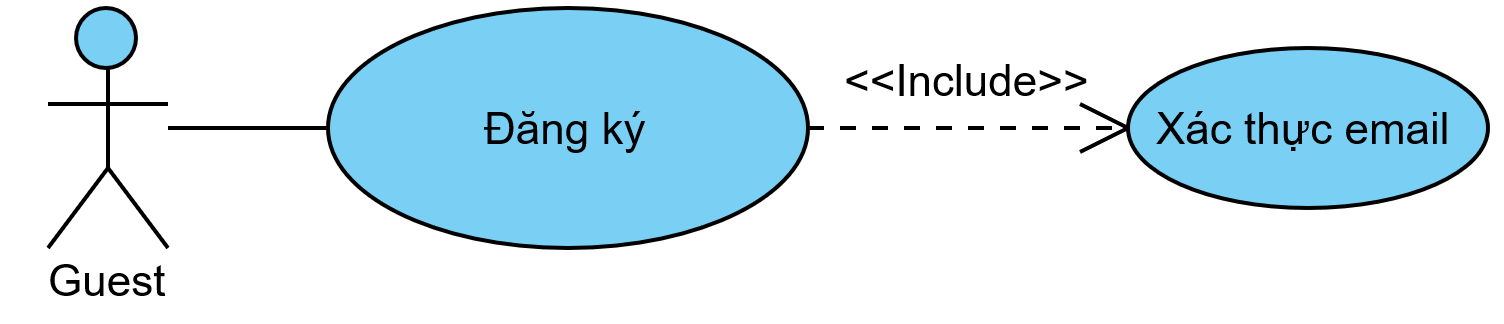 <<Include>>
Đăng ký
Xác thực email
Guest